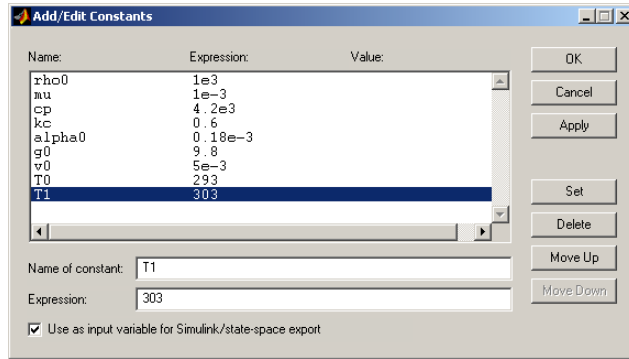 Add/Edit Constants
Name: Expression: Value:
rho0 1e3
mu 1e-3
cp 4.2e3
kc 0.6
alpha0 0.18e-3
g0 9.8
v0 5e-3
T0 293
T1 303
OK
Cancel
Apply
Set
Delete
Move Up
Move Down
Name of constant: T1
Expression: 303
Use as input variable for Simulink/state-space export